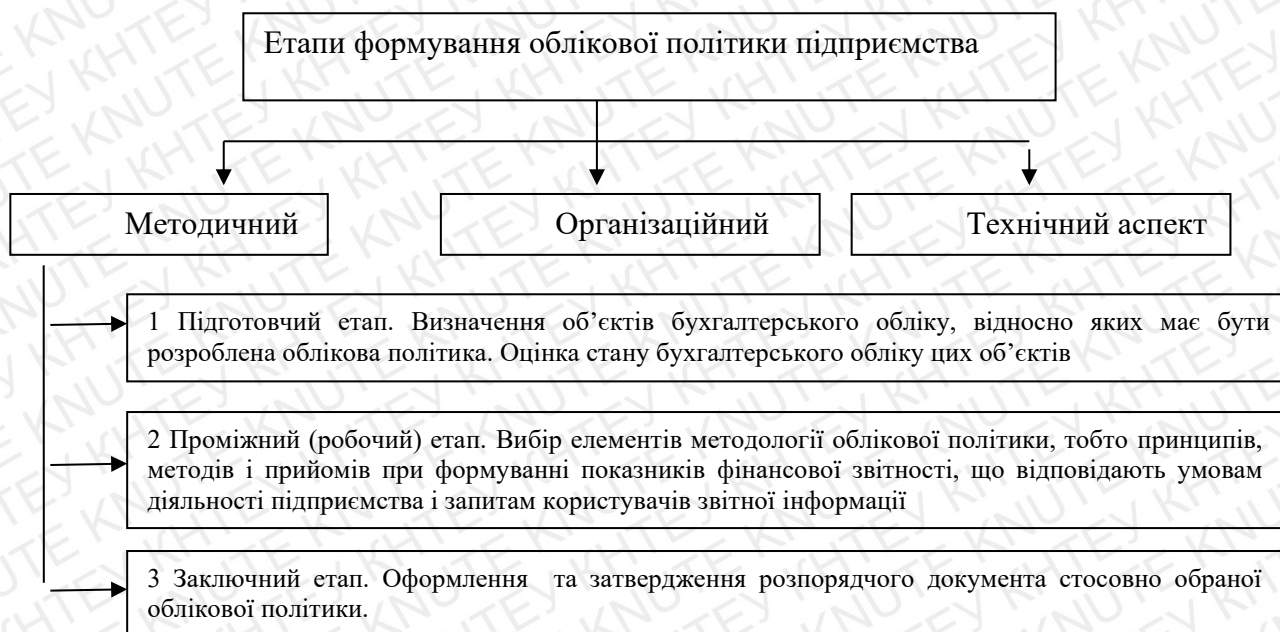 Етапи формування облікової політики підприємства
Методичний
Організаційний
Технічний аспект
1 Підготовчий етап. Визначення об’єктів бухгалтерського обліку, відносно яких має бути
розроблена облікова політика. Оцінка стану бухгалтерського обліку цих об’єктів
2 Проміжний (робочий) етап. Вибір елементів методології облікової політики, тобто принципів,
методів і прийомів при формуванні показників фінансової звітності, що відповідають умовам
діяльності підприємства і запитам користувачів звітної інформації
3 Заключний етап. Оформлення та затвердження розпорядчого документа стосовно обраної
облікової політики.